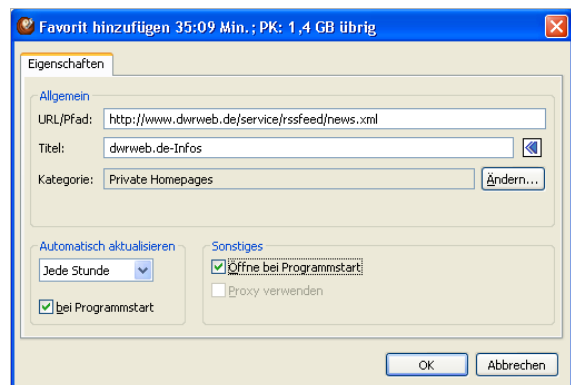 Favorit hinzufügen 35:09 Min.; PK: 1,4 GB übrig
Eigenschaften
Allgemein
URL/Pfad: http://www.dwrweb.de/service/rssfeed/news.xml
Titel: dwrweb.de-Infos
Kategorie: Private Homepages Ändern...
Automatisch aktualisieren
Jede Stunde
bei Programmstart
Sonstiges
Öffne bei Programmstart
Proxy verwenden
OK Abbrechen